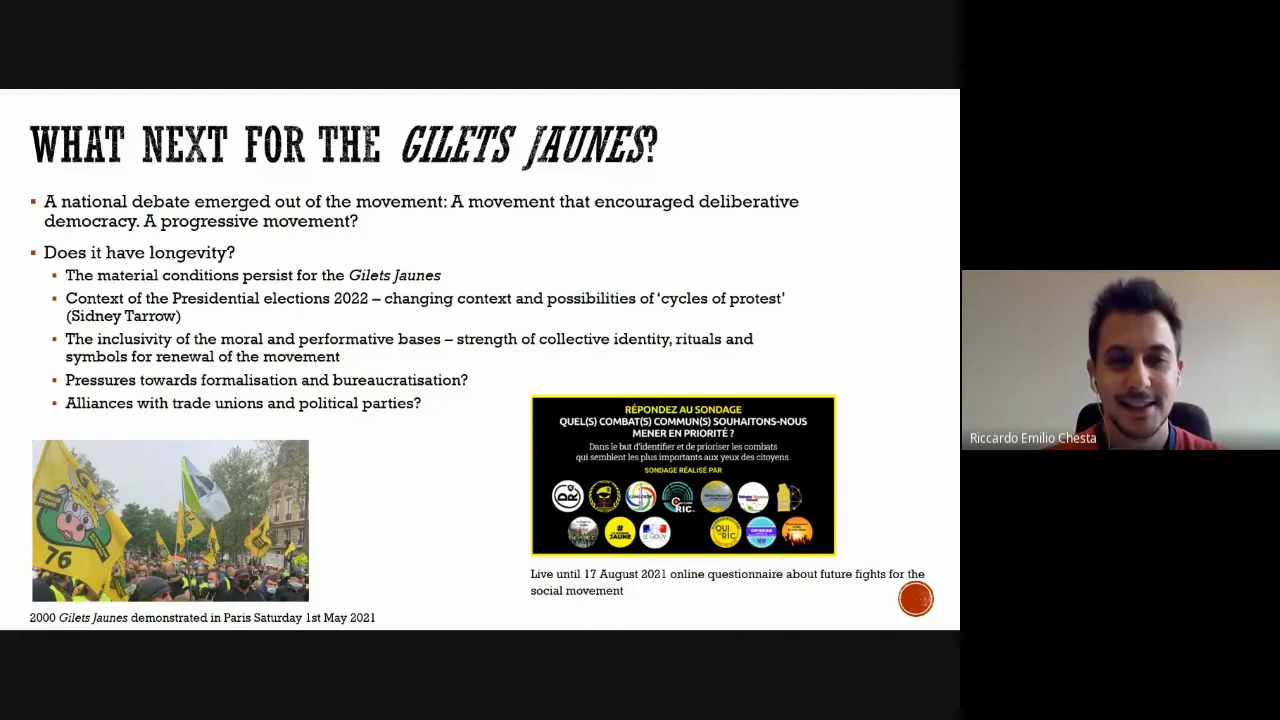 WHAT NEXT FOR THE GILETS JAUNES?
A national debate emerged out of the movement: A movement that encouraged deliberative
democracy. A progressive movement?
Does it have longevity?
The material conditions persist for the Gilets Jaunes
Context of the Presidential elections 2022 – changing context and possibilities of ‘cycles of protest’
(Sidney Tarrow)
The inclusivity of the moral and performative bases – strength of collective identity, rituals and
symbols for renewal of the movement
Pressures towards formalisation and bureaucratisation?
Alliances with trade unions and political parties?
76
2000 Gilets Jaunes demonstrated in Paris Saturday 1st May 2021
RÉPONDEZ AU SONDAGE
QUEL(S) COMBAT(S) COMMUN(S) SOUHAITONS-NOUS
MENER EN PRIORITÉ ?
Dans le but d'identifier et de prioriser les combats
qui semblent les plus importants aux yeux des citoyens.
SONDAGE RÉALISÉ PAR
CONCORDE
RIC
#
JAUNE
LE GOUV
OUI
RIC
Live until 17 August 2021 online questionnaire about future fights for the
social movement
Riccardo Emilio Chesta